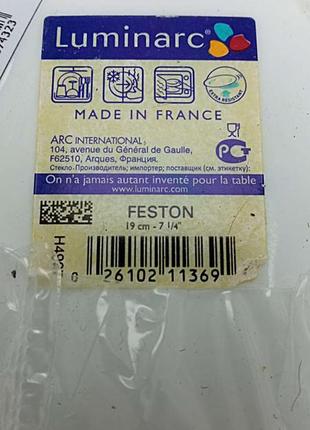 Luminarc
EXTRA RESISTANT
MADE IN FRANCE
ARC INTERNATIONAL,
104, avenue du Général de Gaulle,
F62510, Arques, Франция.
Стекло-Производитель; импортер; поставщик (см. этикетку):
On n'a jamais autant inventé pour la table
www.luminarc.com
FESTON
19 cm - 7 1/4"
26102 11369
74323